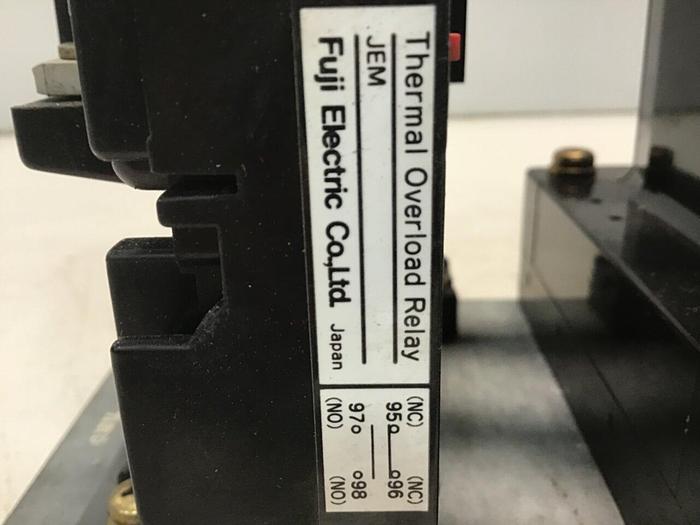 Thermal Overload Relay
JEM
Fuji Electric Co.,Ltd. Japan
(NC) (NC)
95 96
97 98
(NO) (NO)